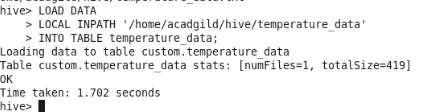 hive> LOAD DATA
> LOCAL INPATH '/home/acadgild/hive/temperature_data'
> INTO TABLE temperature_data;
Loading data to table custom.temperature_data
Table custom.temperature_data stats: [numFiles=1, totalSize=419]
OK
Time taken: 1.702 seconds
hive>